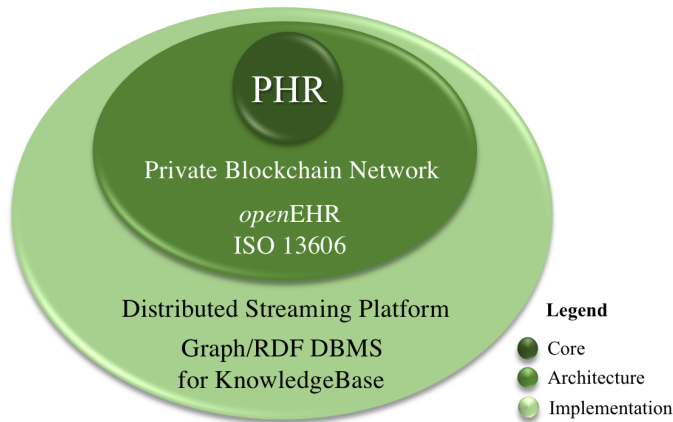 PHR
Private Blockchain Network
openEHR
ISO 13606
Distributed Streaming Platform
Graph/RDF DBMS
for KnowledgeBase
Legend
Core
Architecture
Implementation